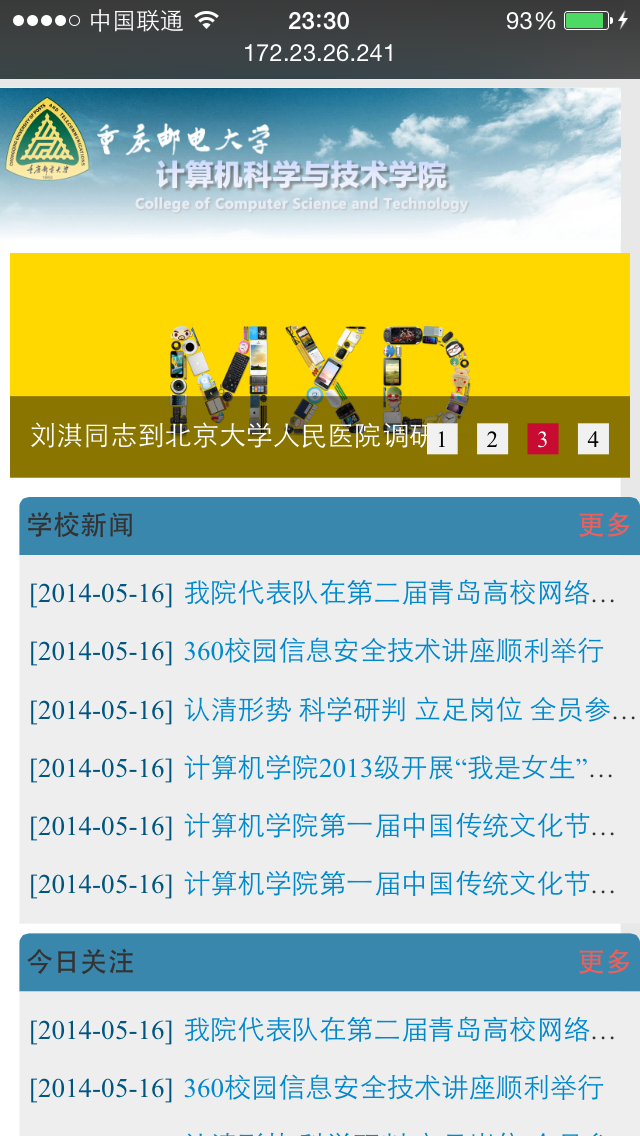 中国联通 23:30 93%
172.23.26.241
重庆邮电大学
计算机科学与技术学院
College of Computer Science and Technology
MXD
刘淇同志到北京大学人民医院调研 1 2 3 4
学校新闻 更多
[2014-05-16] 我院代表队在第二届青岛高校网络...
[2014-05-16] 360校园信息安全技术讲座顺利举行
[2014-05-16] 认清形势 科学研判 立足岗位 全员参...
[2014-05-16] 计算机学院2013级开展“我是女生”...
[2014-05-16] 计算机学院第一届中国传统文化节...
[2014-05-16] 计算机学院第一届中国传统文化节...
今日关注 更多
[2014-05-16] 我院代表队在第二届青岛高校网络...
[2014-05-16] 360校园信息安全技术讲座顺利举行